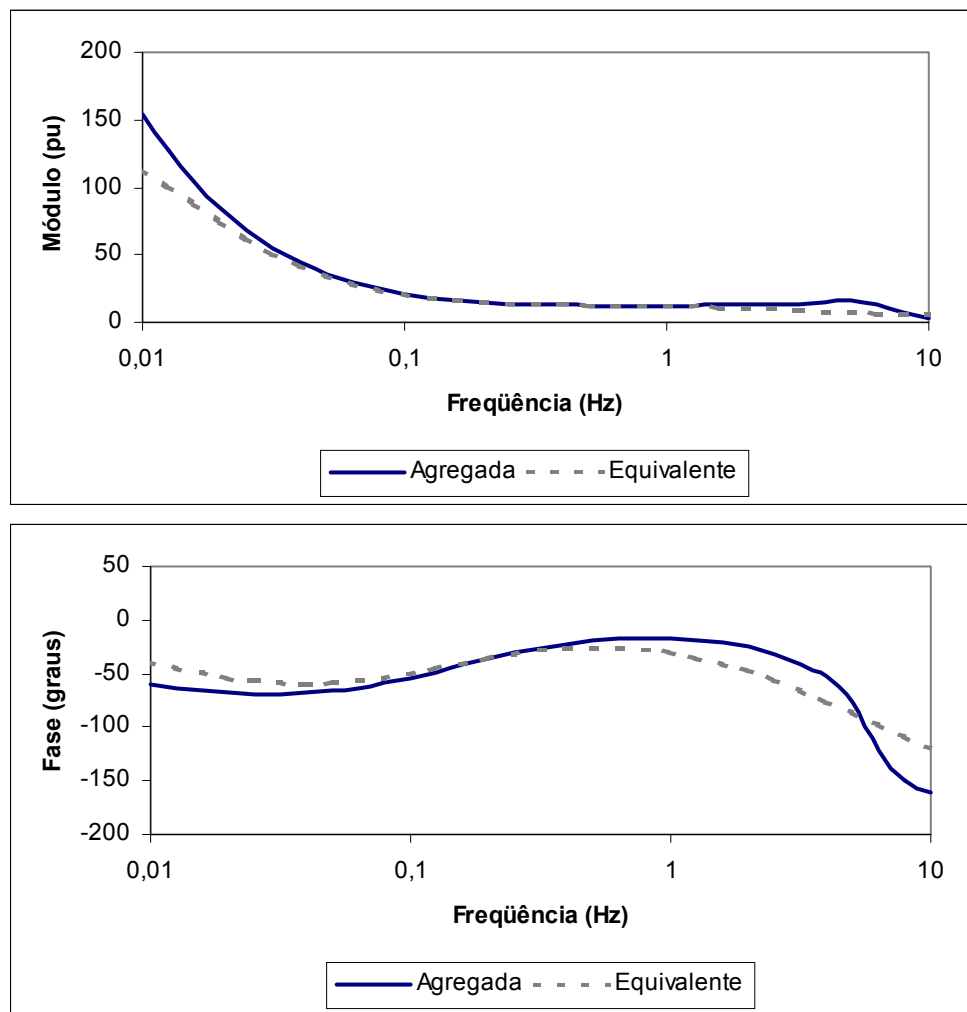 200
150
100
50
0
Módulo (pu)
0,01 0,1 1 10
Freqüência (Hz)
Agregada Equivalente
50
0
-50
-100
-150
-200
Fase (graus)
0,01 0,1 1 10
Freqüência (Hz)
Agregada Equivalente